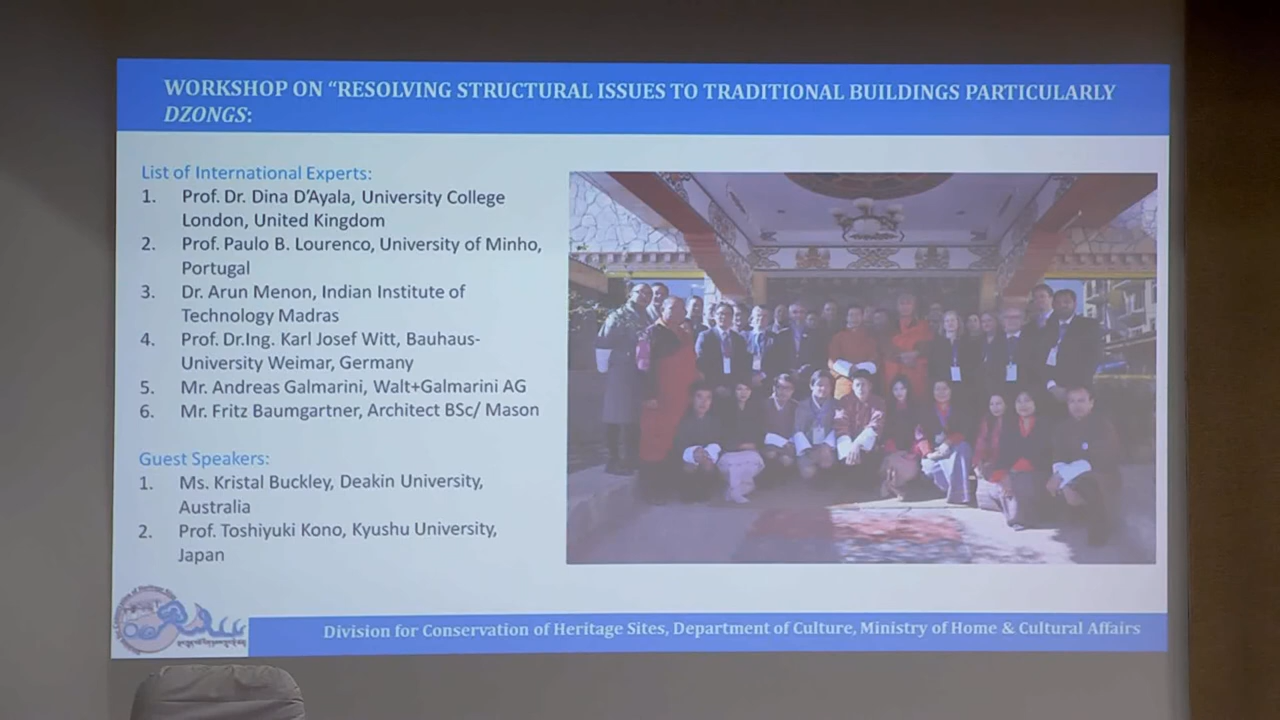 WORKSHOP ON “RESOLVING STRUCTURAL ISSUES TO TRADITIONAL BUILDINGS PARTICULARLY
DZONGS:
List of International Experts:
1. Prof. Dr. Dina D’Ayala, University College
London, United Kingdom
2. Prof. Paulo B. Lourenco, University of Minho,
Portugal
3. Dr. Arun Menon, Indian Institute of
Technology Madras
4. Prof. Dr.Ing. Karl Josef Witt, Bauhaus-
University Weimar, Germany
5. Mr. Andreas Galmarini, Walt+Galmarini AG
6. Mr. Fritz Baumgartner, Architect BSc/ Mason
Guest Speakers:
1. Ms. Kristal Buckley, Deakin University,
Australia
2. Prof. Toshiyuki Kono, Kyushu University,
Japan
Division for Conservation of Heritage Sites, Department of Culture, Ministry of Home & Cultural Affairs